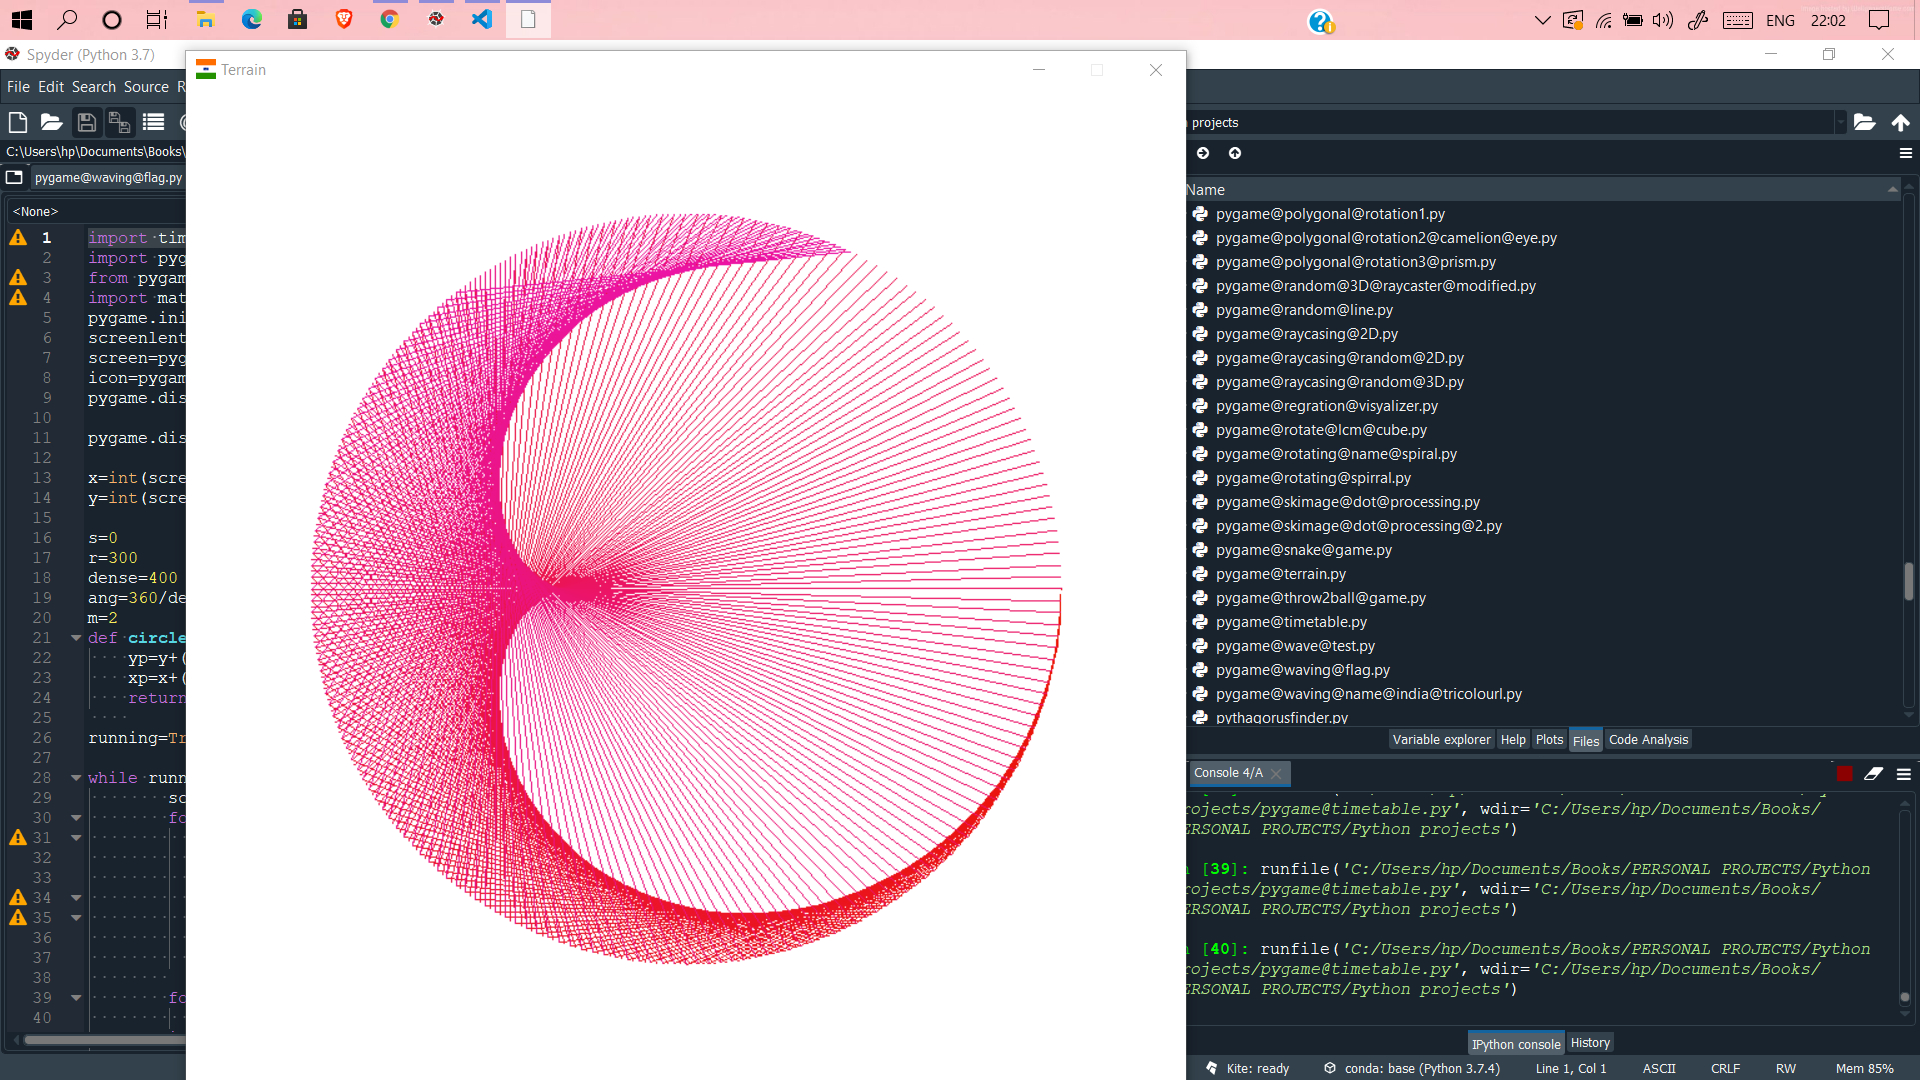 ENG
22:02
Spyder (Python 3.7)
Terrain
File Edit Search Source R
projects
C:\Users\hp\Documents\Books\
pygame@waving@flag.py
<None>
1 import tim
2 import pyg
3 from pygam
4 import mat
5 pygame.ini
6 screenlent
7 screen=pyg
8 icon=pygam
9 pygame.dis
10
11 pygame.dis
12
13 x=int(scre
14 y=int(scre
15
16 s=0
17 r=300
18 dense=400
19 ang=360/de
20 m=2
21 def circle
22 yp=y+(
23 xp=x+(
24 return
25
26 running=Tr
27
28 while runn
29 sc
30 fo
31
32
33
34
35
36
37
38
39 fo
40
Name
pygame@polygonal@rotation1.py
pygame@polygonal@rotation2@camelion@eye.py
pygame@polygonal@rotation3@prism.py
pygame@random@3D@raycaster@modified.py
pygame@random@line.py
pygame@raycasing@2D.py
pygame@raycasing@random@2D.py
pygame@raycasing@random@3D.py
pygame@regration@visyalizer.py
pygame@rotate@lcm@cube.py
pygame@rotating@name@spiral.py
pygame@rotating@spirral.py
pygame@skimage@dot@processing.py
pygame@skimage@dot@processing@2.py
pygame@snake@game.py
pygame@terrain.py
pygame@throw2ball@game.py
pygame@timetable.py
pygame@wave@test.py
pygame@waving@flag.py
pygame@waving@name@india@tricolourl.py
pythagorusfinder.py
Variable explorer Help Plots Files Code Analysis
Console 4/A
rojects/pygame@timetable.py', wdir='C:/Users/hp/Documents/Books/
ERSONAL PROJECTS/Python projects')
n [39]: runfile('C:/Users/hp/Documents/Books/PERSONAL PROJECTS/Python
rojects/pygame@timetable.py', wdir='C:/Users/hp/Documents/Books/
ERSONAL PROJECTS/Python projects')
n [40]: runfile('C:/Users/hp/Documents/Books/PERSONAL PROJECTS/Python
rojects/pygame@timetable.py', wdir='C:/Users/hp/Documents/Books/
ERSONAL PROJECTS/Python projects')
IPython console History
Kite: ready conda: base (Python 3.7.4) Line 1, Col 1 ASCII CRLF RW Mem 85%